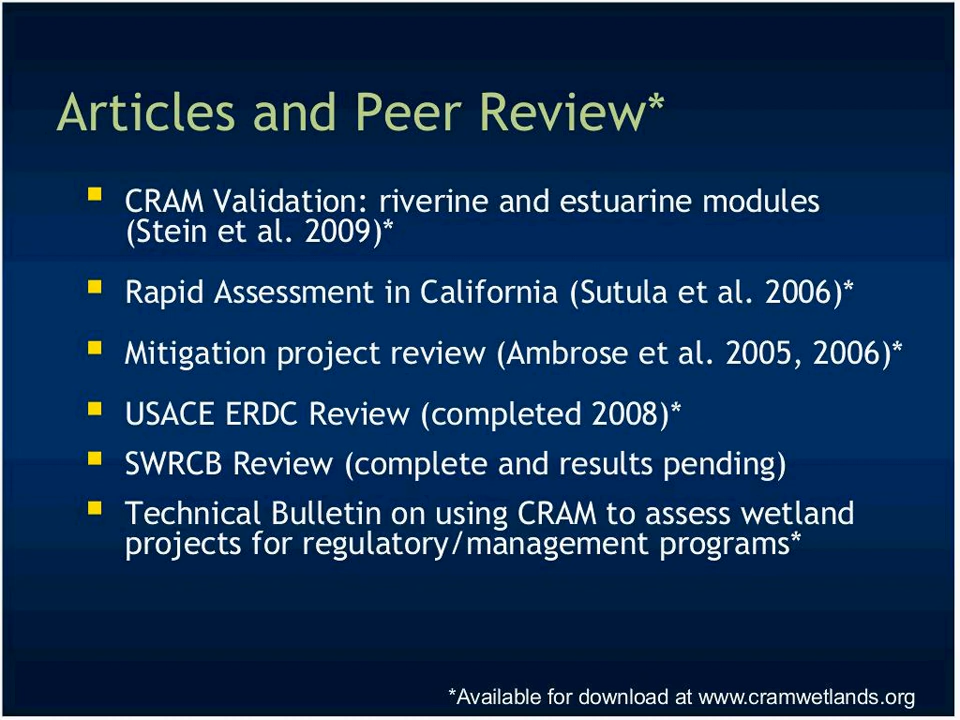 Articles and Peer Review*
CRAM Validation: riverine and estuarine modules
(Stein et al. 2009)*
Rapid Assessment in California (Sutula et al. 2006)*
Mitigation project review (Ambrose et al. 2005, 2006)*
USACE ERDC Review (completed 2008)*
SWRCB Review (complete and results pending)
Technical Bulletin on using CRAM to assess wetland
projects for regulatory/management programs*
*Available for download at www.cramwetlands.org